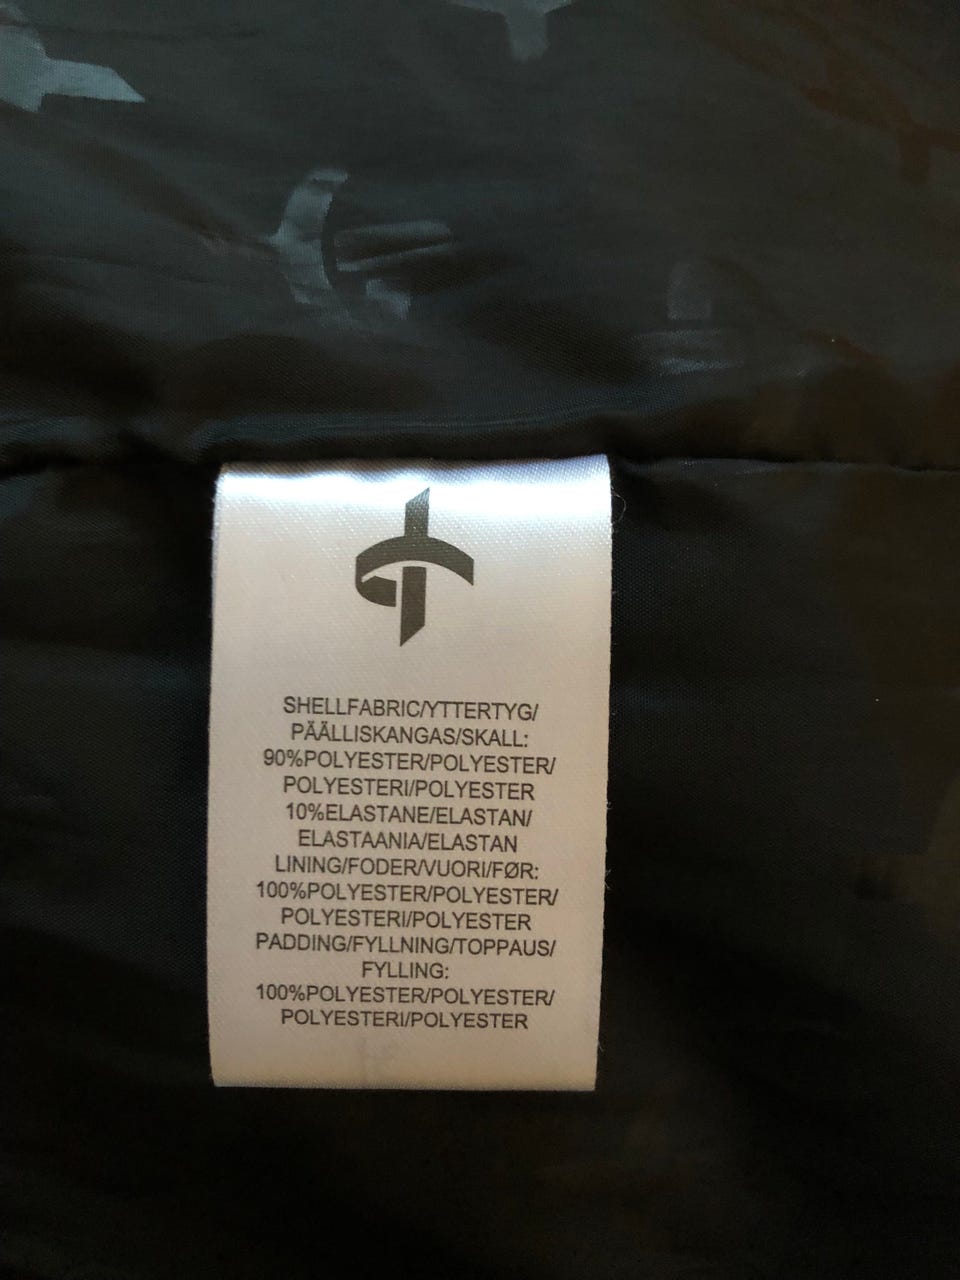 SHELLFABRIC/YTTERTYG/
PÄÄLLISKANGAS/SKALL:
90%POLYESTER/POLYESTER/
POLYESTERI/POLYESTER
10%ELASTANE/ELASTAN/
ELASTAANIA/ELASTAN
LINING/FODER/VUORI/FØR:
100%POLYESTER/POLYESTER/
POLYESTERI/POLYESTER
PADDING/FYLLNING/TOPPAUS/
FYLLING:
100%POLYESTER/POLYESTER/
POLYESTERI/POLYESTER